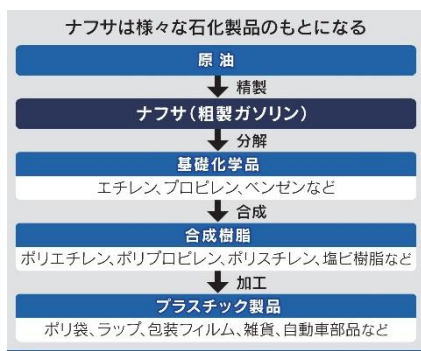 ナフサは様々な石化製品のもとになる
原油
精製
ナフサ(粗製ガソリン)
分解
基礎化学品
エチレン、プロピレン、ベンゼンなど
合成
合成樹脂
ポリエチレン、ポリプロピレン、ポリスチレン、塩ビ樹脂など
加工
プラスチック製品
ポリ袋、ラップ、包装フィルム、雑貨、自動車部品など